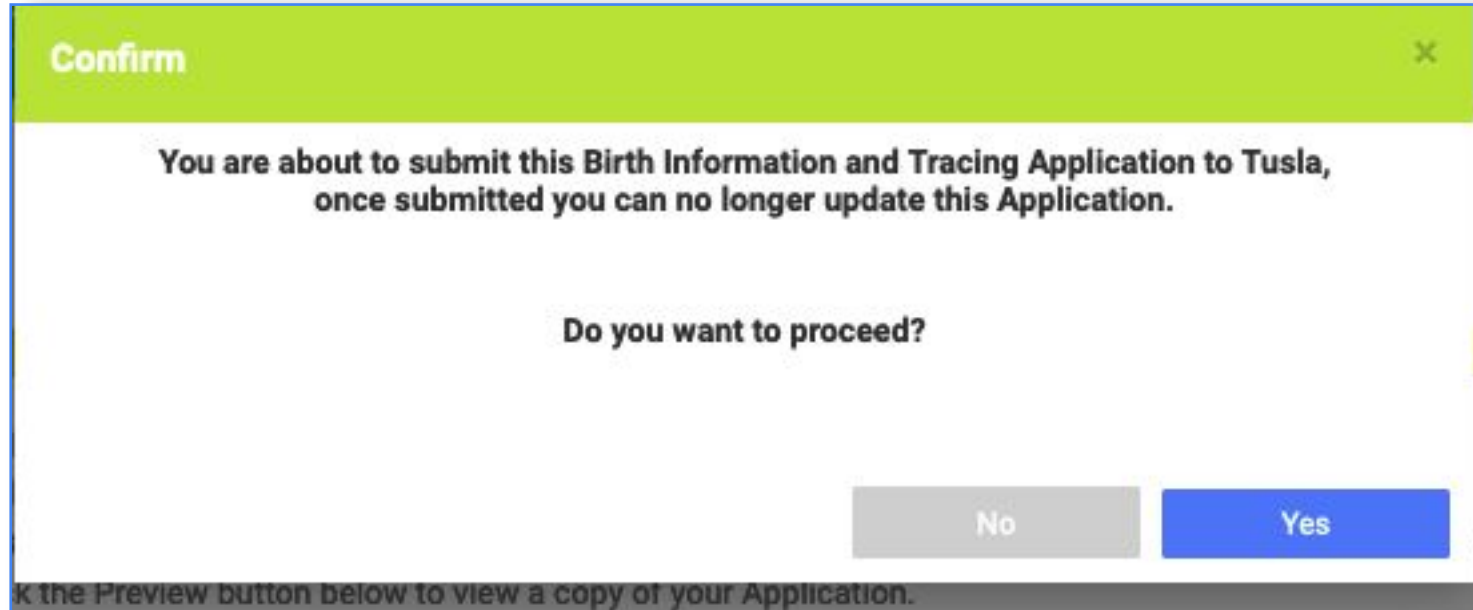 Confirm
×
You are about to submit this Birth Information and Tracing Application to Tusla,
once submitted you can no longer update this Application.
Do you want to proceed?
No
Yes
k the Preview button below to view a copy of your Application.